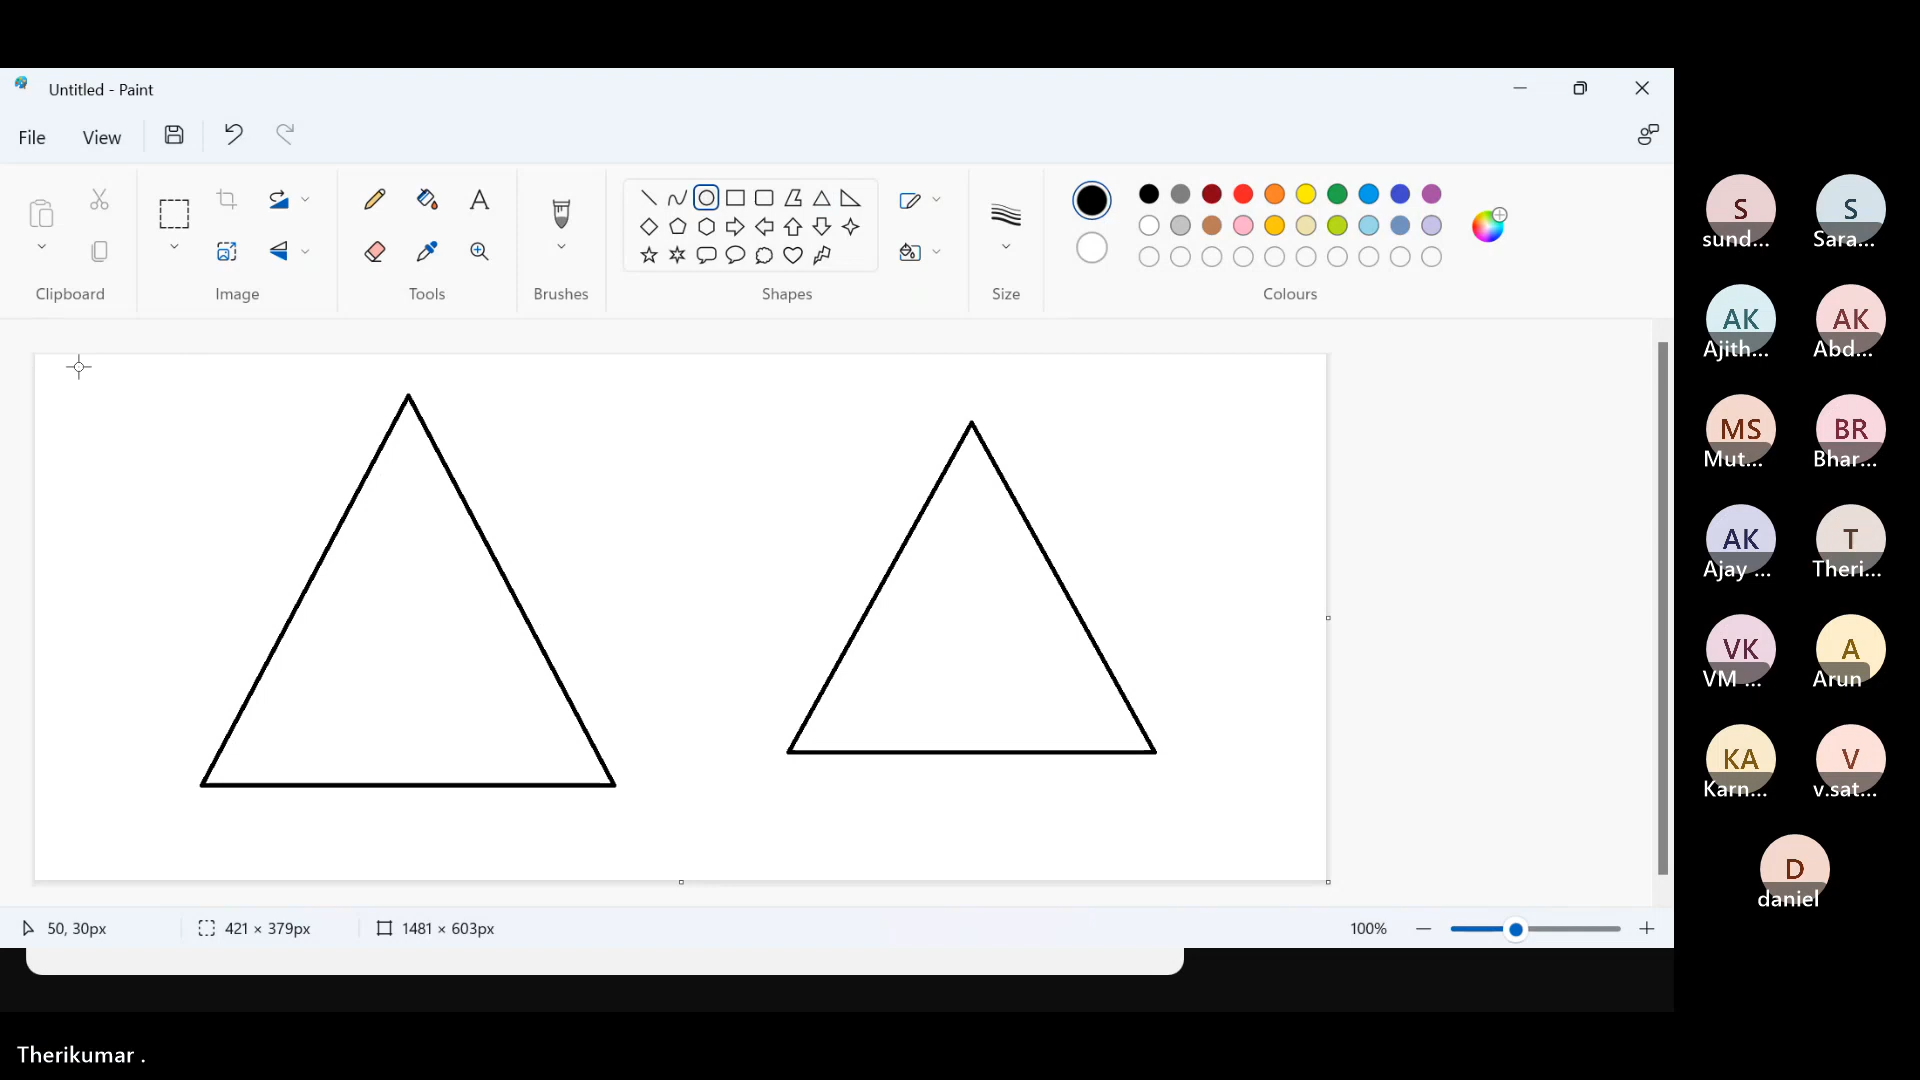 Untitled - Paint
File View
Clipboard
Image
Tools
Brushes
Shapes
Size
Colours
50, 30px
421 × 379px
1481 × 603px
100%
S
sund...
S
Sara...
AK
Ajith...
AK
Abd...
MS
Mut...
BR
Bhar...
AK
Ajay ...
T
Theri...
VK
VM ...
A
Arun
KA
Karn...
V
v.sat...
D
daniel
Therikumar .